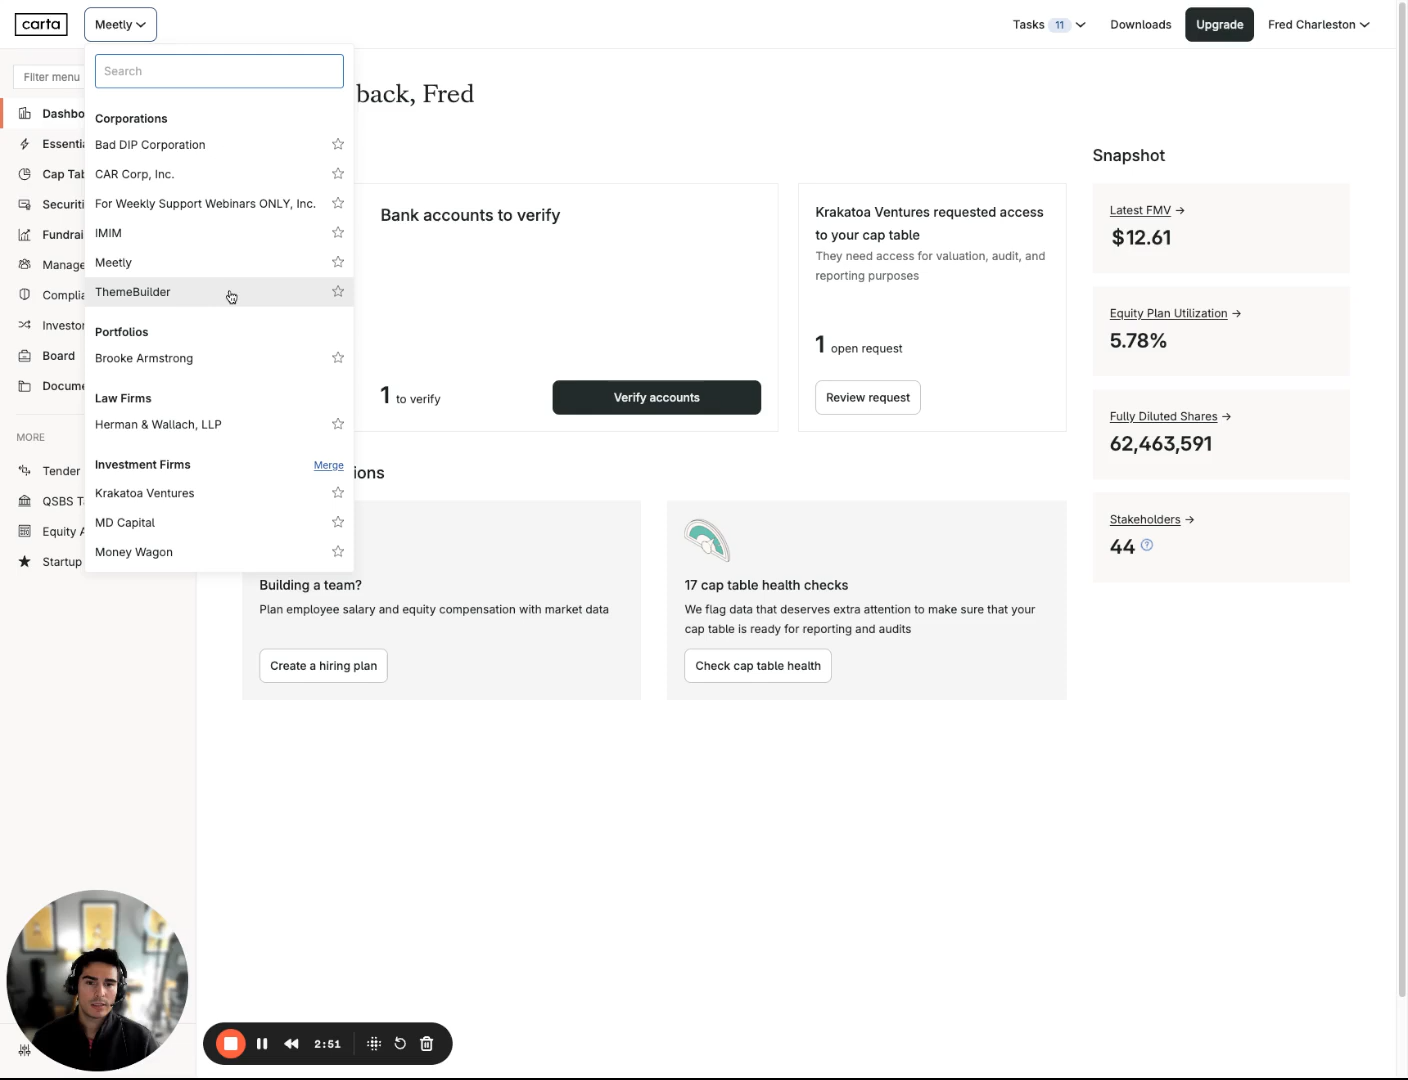 carta
Meetly
Tasks 11
Downloads
Upgrade
Fred Charleston
Search
Filter menu
Corporations
Bad DIP Corporation
CAR Corp, Inc.
For Weekly Support Webinars ONLY, Inc.
IMIM
Meetly
ThemeBuilder
Portfolios
Brooke Armstrong
Law Firms
Herman & Wallach, LLP
Investment Firms
Merge
Krakatoa Ventures
MD Capital
Money Wagon
Dashbo
Essentia
Cap Tab
Securiti
Fundrai
Manage
Complia
Investor
Board
Docume
MORE
Tender
QSBS T
Equity A
Startup
back, Fred
Bank accounts to verify
1 to verify
Verify accounts
Krakatoa Ventures requested access
to your cap table
They need access for valuation, audit, and
reporting purposes
1 open request
Review request
ions
Building a team?
Plan employee salary and equity compensation with market data
Create a hiring plan
17 cap table health checks
We flag data that deserves extra attention to make sure that your
cap table is ready for reporting and audits
Check cap table health
Snapshot
Latest FMV
$12.61
Equity Plan Utilization
5.78%
Fully Diluted Shares
62,463,591
Stakeholders
44
2:51